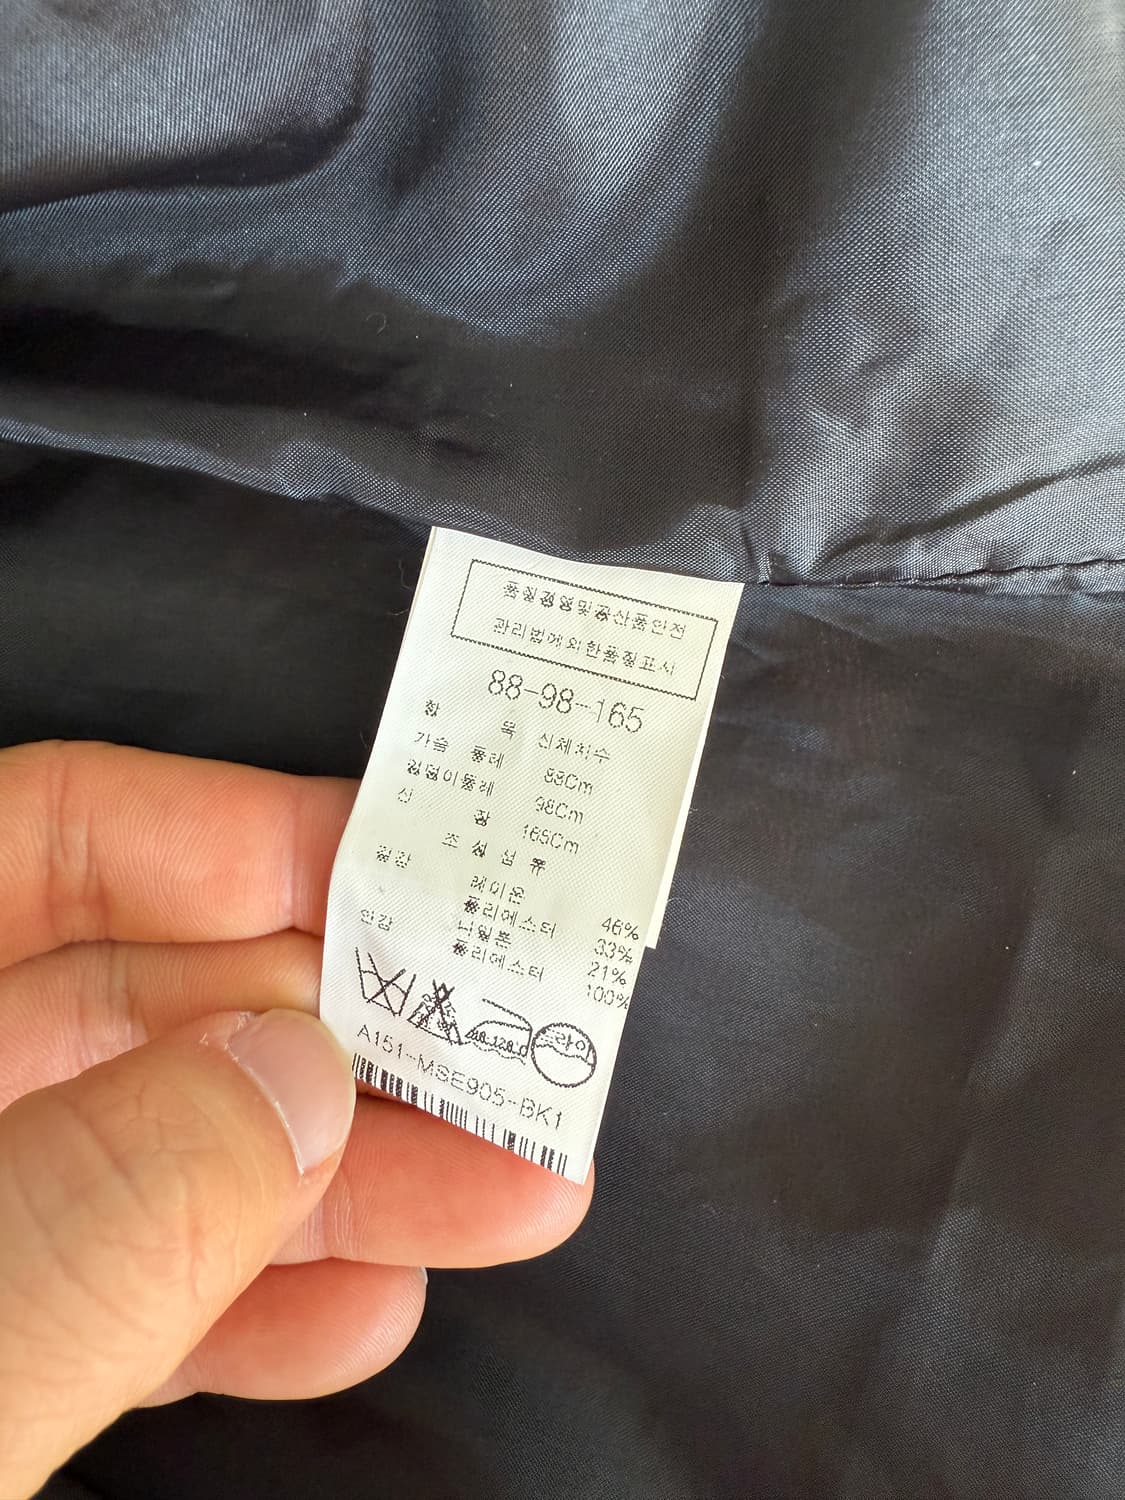 품질경영및공산품안전
관리법에의한품질표시
88-98-165
항 목 신체치수
가슴 둘레 88Cm
엉덩이둘레 98Cm
신 장 165Cm
조 성 섬 유
겉감 레이온 46%
폴리에스터 33%
나일론 21%
안감 폴리에스터 100%
드라이
A151-MSE905-BK1